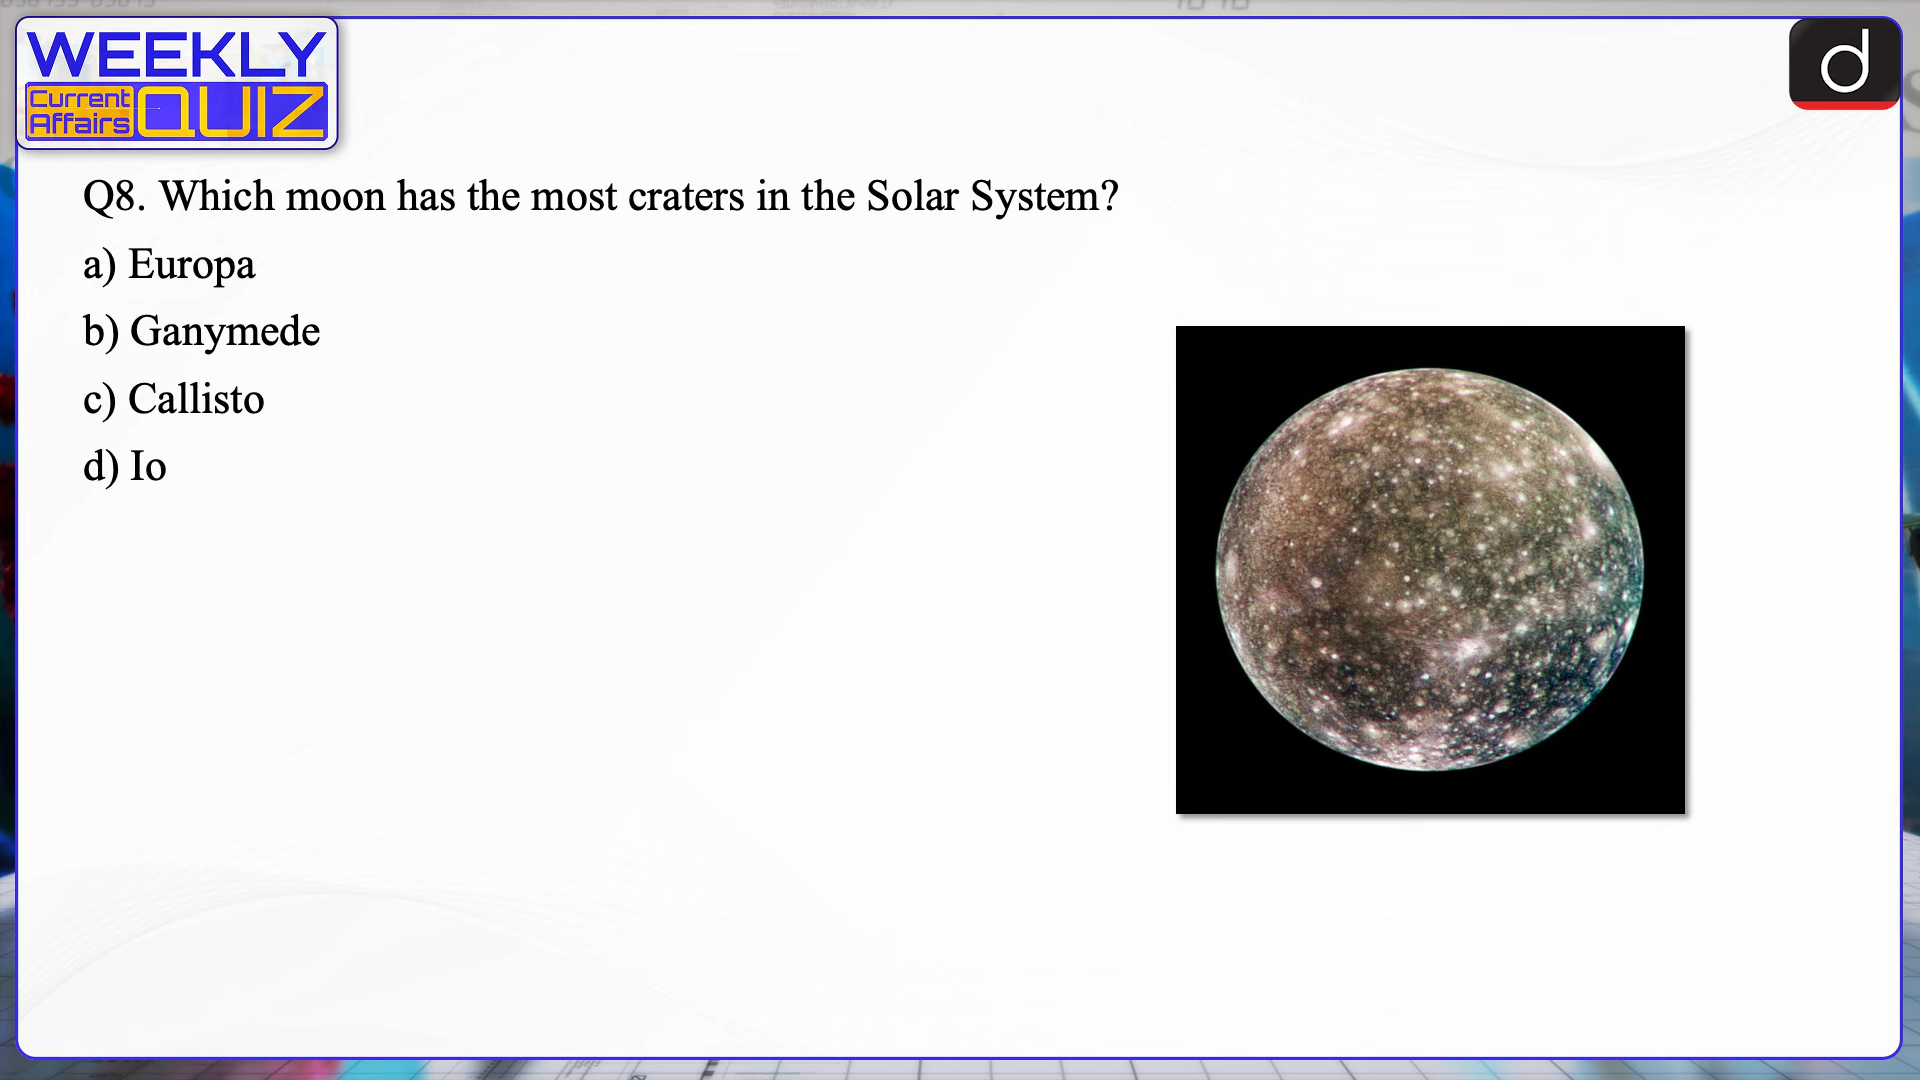 WEEKLY
Current
Affairs
QUIZ
d
Q8. Which moon has the most craters in the Solar System?
a) Europa
b) Ganymede
c) Callisto
d) Io